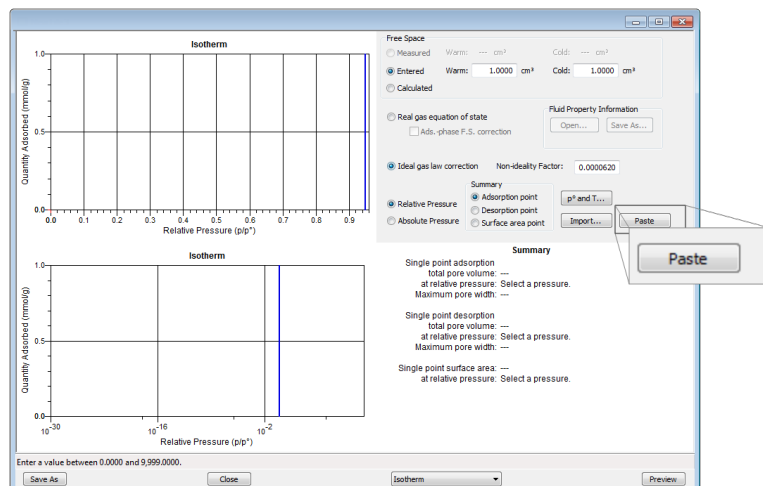 Isotherm
Quantity Adsorbed (mmol/g)
1.0
0.5
0.0
0.0 0.1 0.2 0.3 0.4 0.5 0.6 0.7 0.8 0.9
Relative Pressure (p/p°)
Free Space
Measured Warm: --- cm³ Cold: --- cm³
Entered Warm: 1.0000 cm³ Cold: 1.0000 cm³
Calculated
Real gas equation of state
Ads.-phase F.S. correction
Fluid Property Information
Open... Save As...
Ideal gas law correction Non-ideality Factor: 0.0000620
Relative Pressure
Absolute Pressure
Summary
Adsorption point
Desorption point
Surface area point
p° and T...
Import... Paste
Paste
Isotherm
Quantity Adsorbed (mmol/g)
1.0
0.5
0.0
10⁻³⁰ 10⁻¹⁶ 10⁻²
Relative Pressure (p/p°)
Summary
Single point adsorption
total pore volume: ---
at relative pressure: Select a pressure.
Maximum pore width: ---
Single point desorption
total pore volume: ---
at relative pressure: Select a pressure.
Maximum pore width: ---
Single point surface area: ---
at relative pressure: Select a pressure.
Enter a value between 0.0000 and 9,999.0000.
Save As Close Isotherm Preview